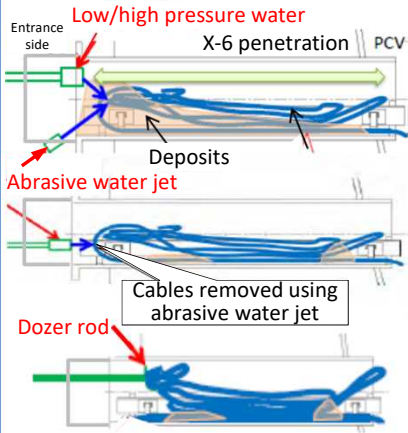 Low/high pressure water
Entrance
side
X-6 penetration
PCV
Deposits
Abrasive water jet
Cables removed using
abrasive water jet
Dozer rod